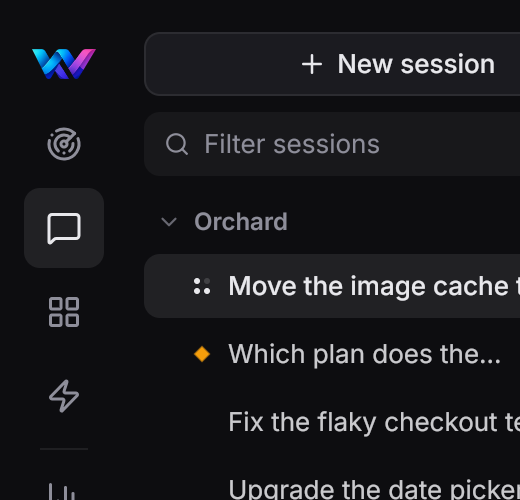 New session
Filter sessions
Orchard
Move the image cache
Which plan does the...
Fix the flaky checkout
Upgrade the date picker